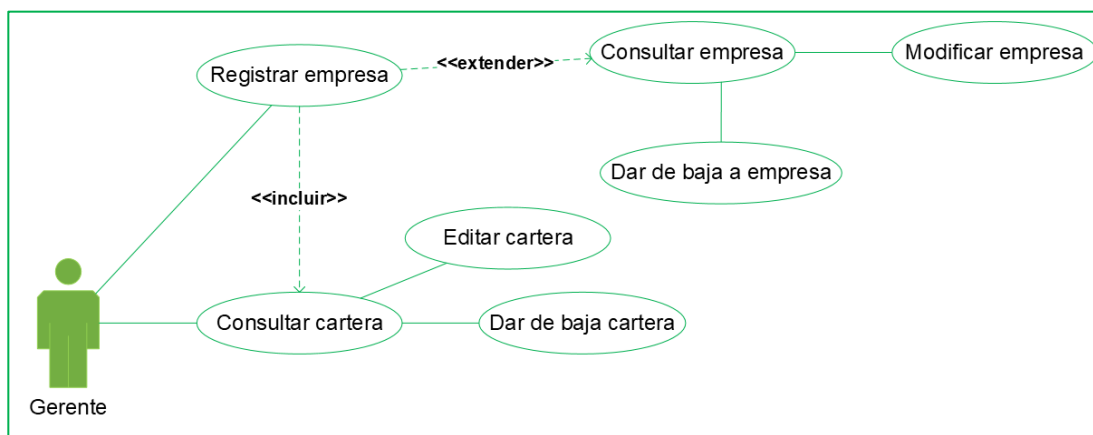 Registrar empresa
<<extender>>
Consultar empresa
Modificar empresa
Dar de baja a empresa
<<incluir>>
Editar cartera
Consultar cartera
Dar de baja cartera
Gerente